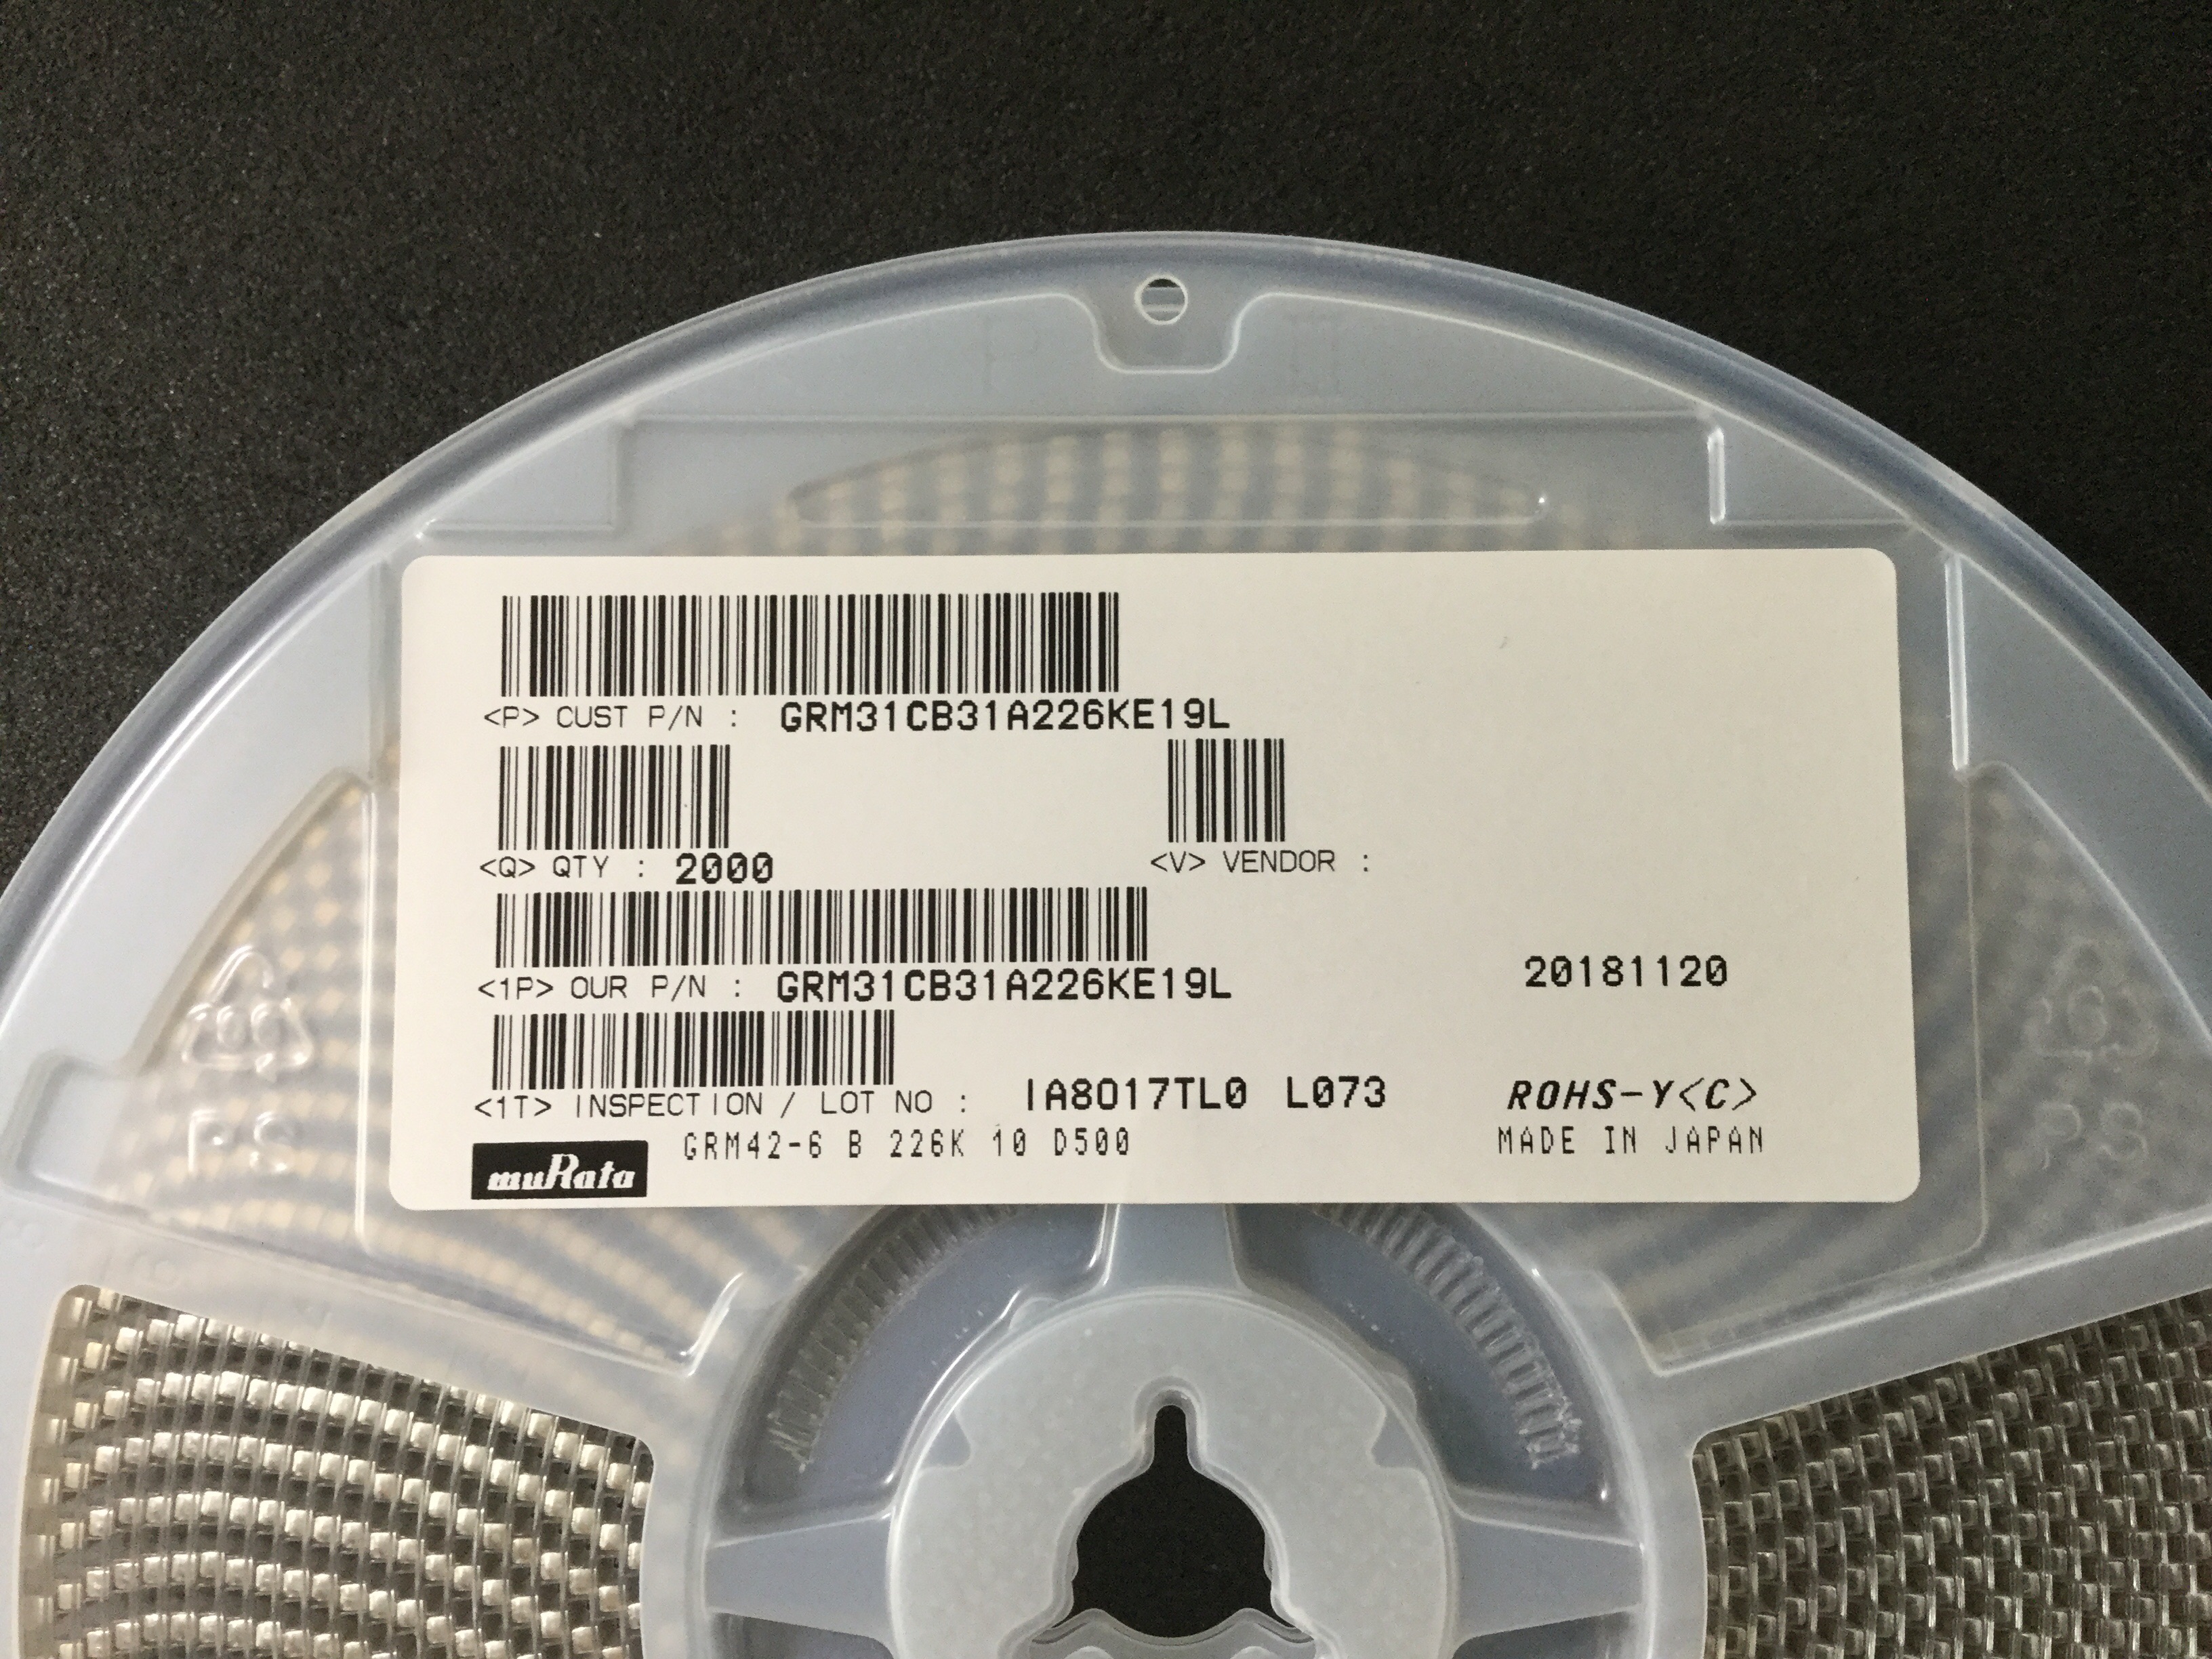 <P> CUST P/N : GRM31CB31A226KE19L
<Q> QTY : 2000 <V> VENDOR :
<1P> OUR P/N : GRM31CB31A226KE19L 20181120
<1T> INSPECTION / LOT NO : IA8017TL0 L073 ROHS-Y<C>
muRata GRM42-6 B 226K 10 D500 MADE IN JAPAN
PS PS